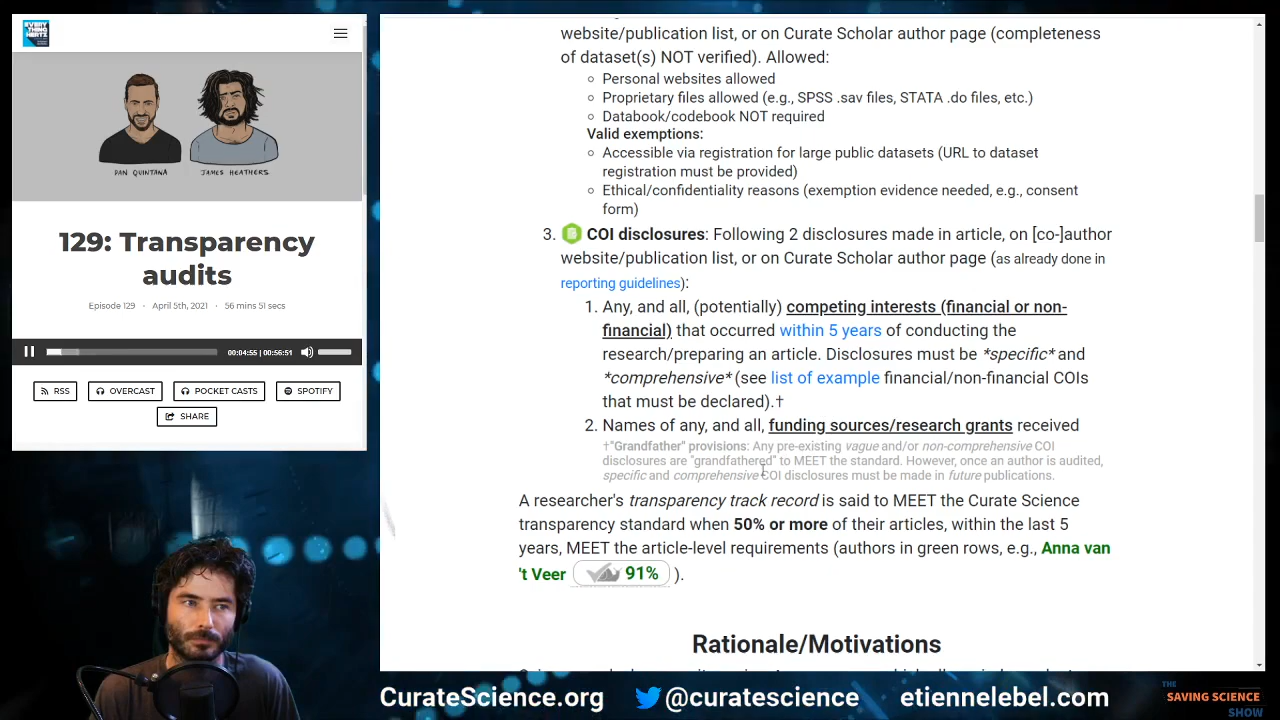 EVERY
THING
HERTZ
DAN QUINTANA
JAMES HEATHERS
129: Transparency
audits
Episode 129 · April 5th, 2021 · 56 mins 51 secs
00:04:55 | 00:56:51
RSS
OVERCAST
POCKET CASTS
SPOTIFY
SHARE
website/publication list, or on Curate Scholar author page (completeness
of dataset(s) NOT verified). Allowed:
Personal websites allowed
Proprietary files allowed (e.g., SPSS .sav files, STATA .do files, etc.)
Databook/codebook NOT required
Valid exemptions:
Accessible via registration for large public datasets (URL to dataset
registration must be provided)
Ethical/confidentiality reasons (exemption evidence needed, e.g., consent
form)
3. COI disclosures: Following 2 disclosures made in article, on [co-]author
website/publication list, or on Curate Scholar author page (as already done in
reporting guidelines):
1. Any, and all, (potentially) competing interests (financial or non-
financial) that occurred within 5 years of conducting the
research/preparing an article. Disclosures must be *specific* and
*comprehensive* (see list of example financial/non-financial COIs
that must be declared).†
2. Names of any, and all, funding sources/research grants received
†"Grandfather" provisions: Any pre-existing vague and/or non-comprehensive COI
disclosures are "grandfathered" to MEET the standard. However, once an author is audited,
specific and comprehensive COI disclosures must be made in future publications.
A researcher's transparency track record is said to MEET the Curate Science
transparency standard when 50% or more of their articles, within the last 5
years, MEET the article-level requirements (authors in green rows, e.g., Anna van
't Veer 91% ).
Rationale/Motivations
CurateScience.org @curatescience etiennelebel.com
THE
SAVING SCIENCE
SHOW